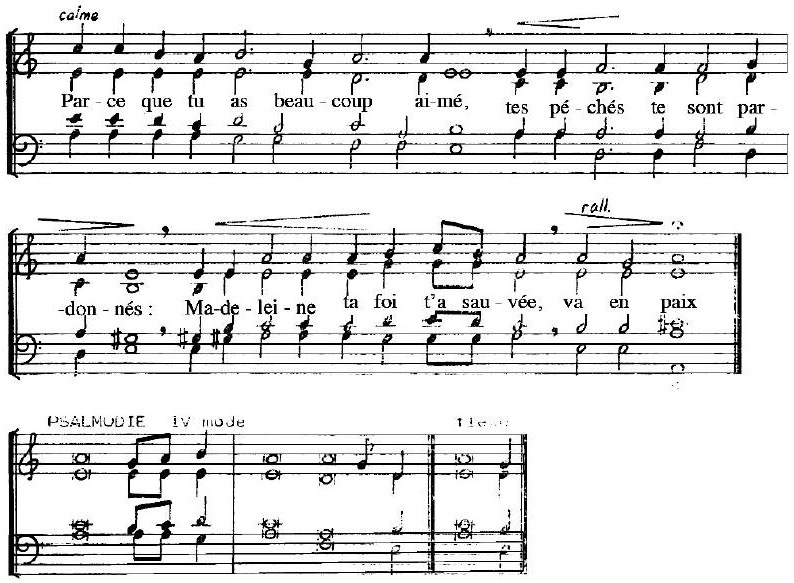 calme
Par-ce que tu as beau-coup ai-mé, tes pé-chés te sont par-
rall.
-don-nés : Ma-de-lei-ne ta foi t'a sau-vée, va en paix
PSALMODIE IV mode